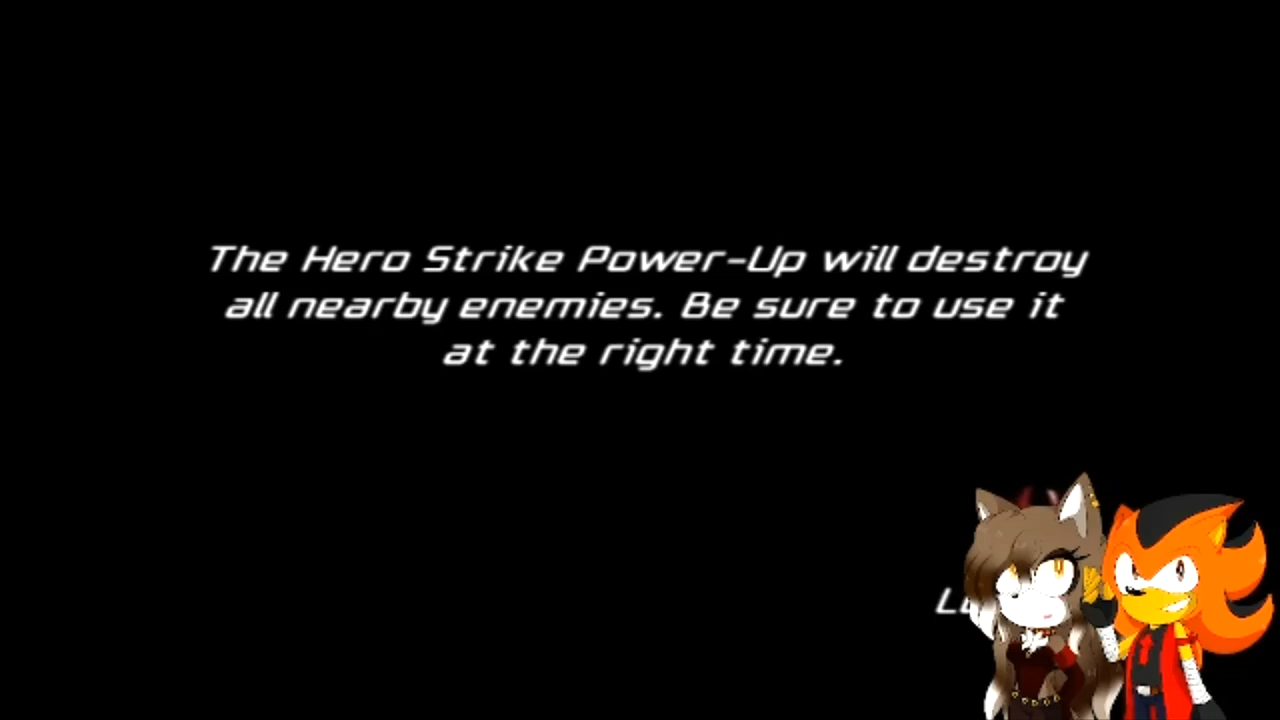 The Hero Strike Power-Up will destroy
all nearby enemies. Be sure to use it
at the right time.